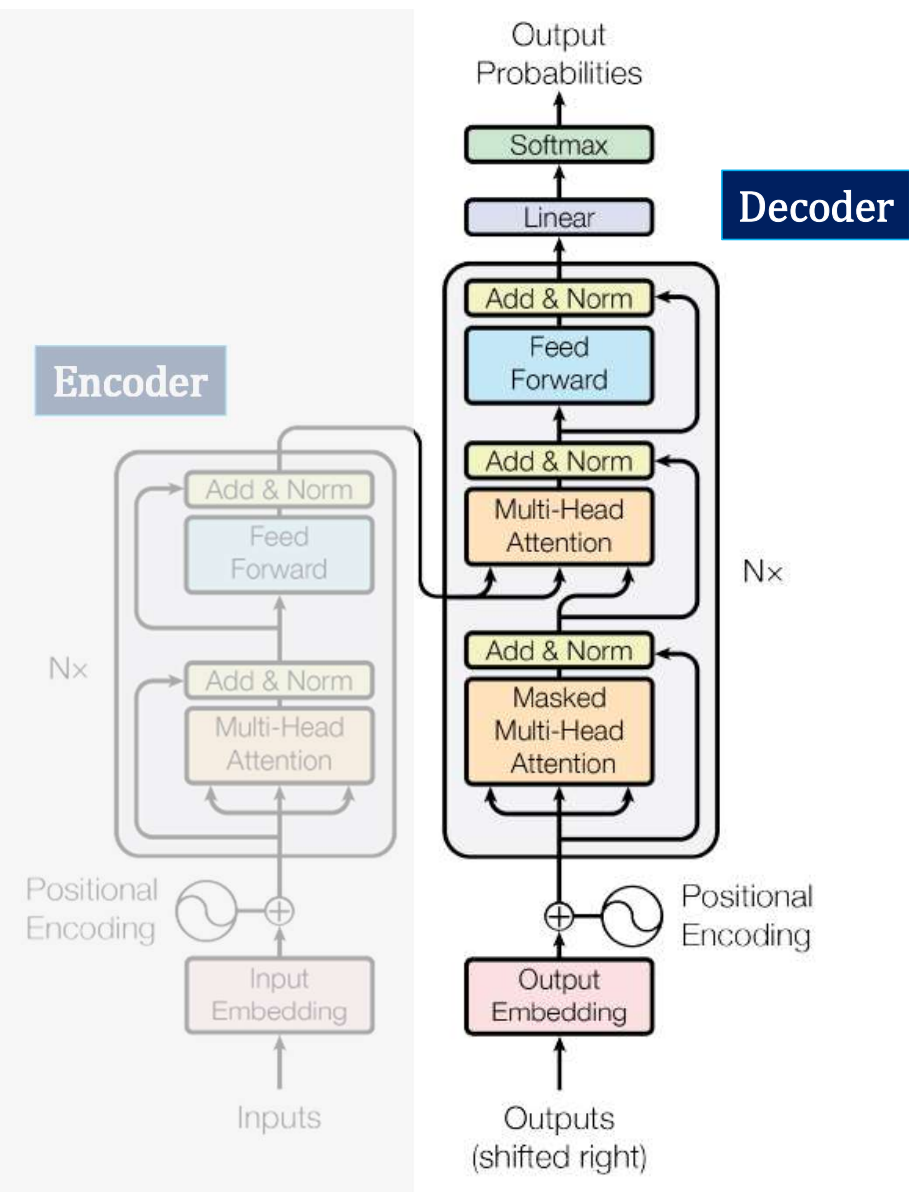 Output
Probabilities
Softmax
Linear
Decoder
Add & Norm
Feed
Forward
Add & Norm
Multi-Head
Attention
N×
Add & Norm
Masked
Multi-Head
Attention
Positional
Encoding
Output
Embedding
Outputs
(shifted right)
Encoder
Add & Norm
Feed
Forward
N×
Add & Norm
Multi-Head
Attention
Positional
Encoding
Input
Embedding
Inputs